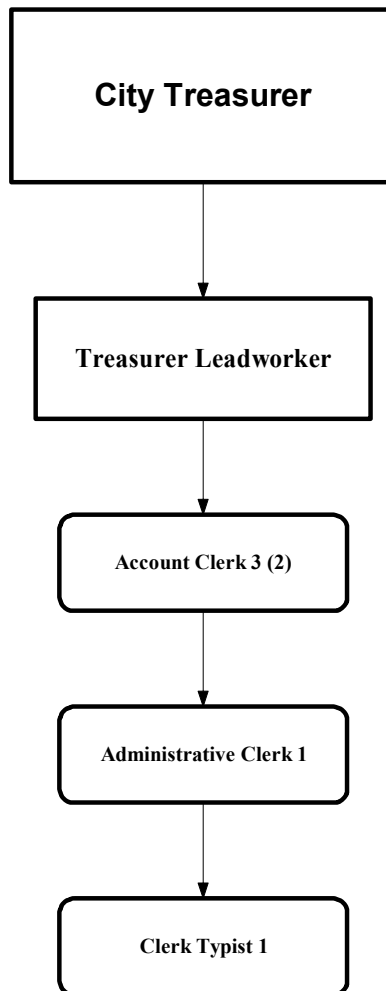 City Treasurer
Treasurer Leadworker
Account Clerk 3 (2)
Administrative Clerk 1
Clerk Typist 1